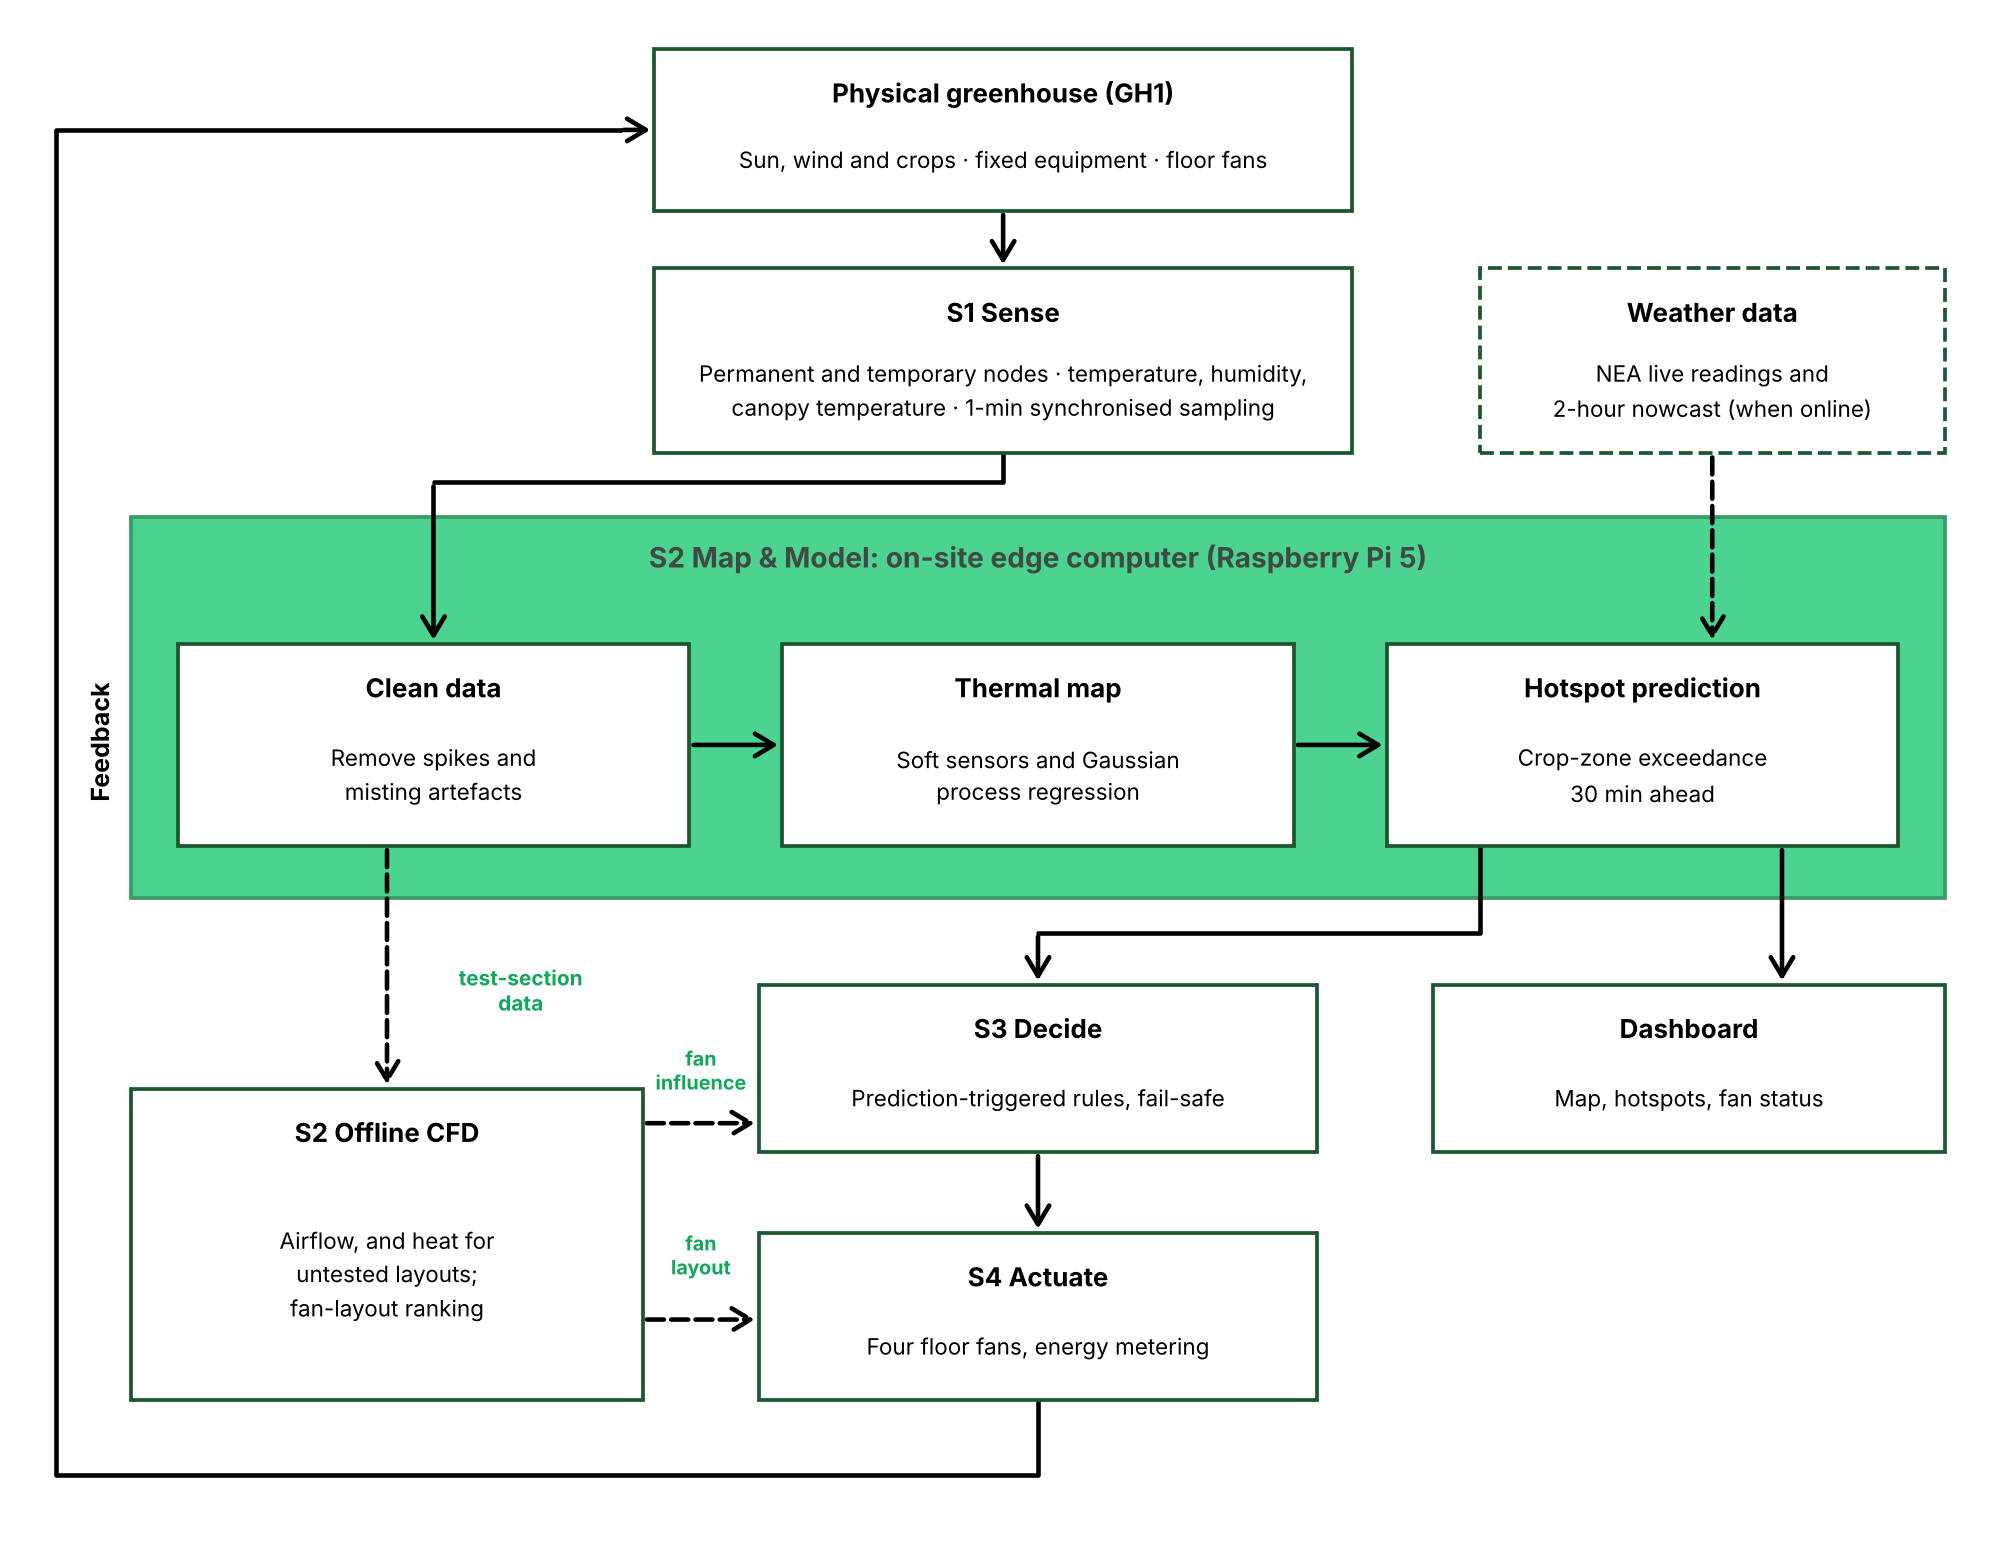 Physical greenhouse (GH1)
Sun, wind and crops · fixed equipment · floor fans
S1 Sense
Permanent and temporary nodes · temperature, humidity,
canopy temperature · 1-min synchronised sampling
Weather data
NEA live readings and
2-hour nowcast (when online)
S2 Map & Model: on-site edge computer (Raspberry Pi 5)
Feedback
Clean data
Remove spikes and
misting artefacts
Thermal map
Soft sensors and Gaussian
process regression
Hotspot prediction
Crop-zone exceedance
30 min ahead
test-section
data
fan
influence
S3 Decide
Prediction-triggered rules, fail-safe
Dashboard
Map, hotspots, fan status
S2 Offline CFD
Airflow, and heat for
untested layouts;
fan-layout ranking
fan
layout
S4 Actuate
Four floor fans, energy metering